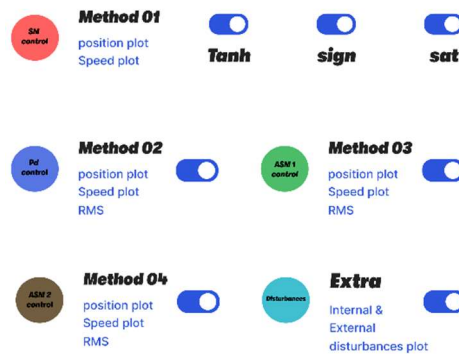 SM
control
Method 01
position plot
Speed plot
Tanh
sign
sat
Pd
control
Method 02
position plot
Speed plot
RMS
ASM 1
control
Method 03
position plot
Speed plot
RMS
ASM 2
control
Method 04
position plot
Speed plot
RMS
Disturbances
Extra
Internal &
External
disturbances plot